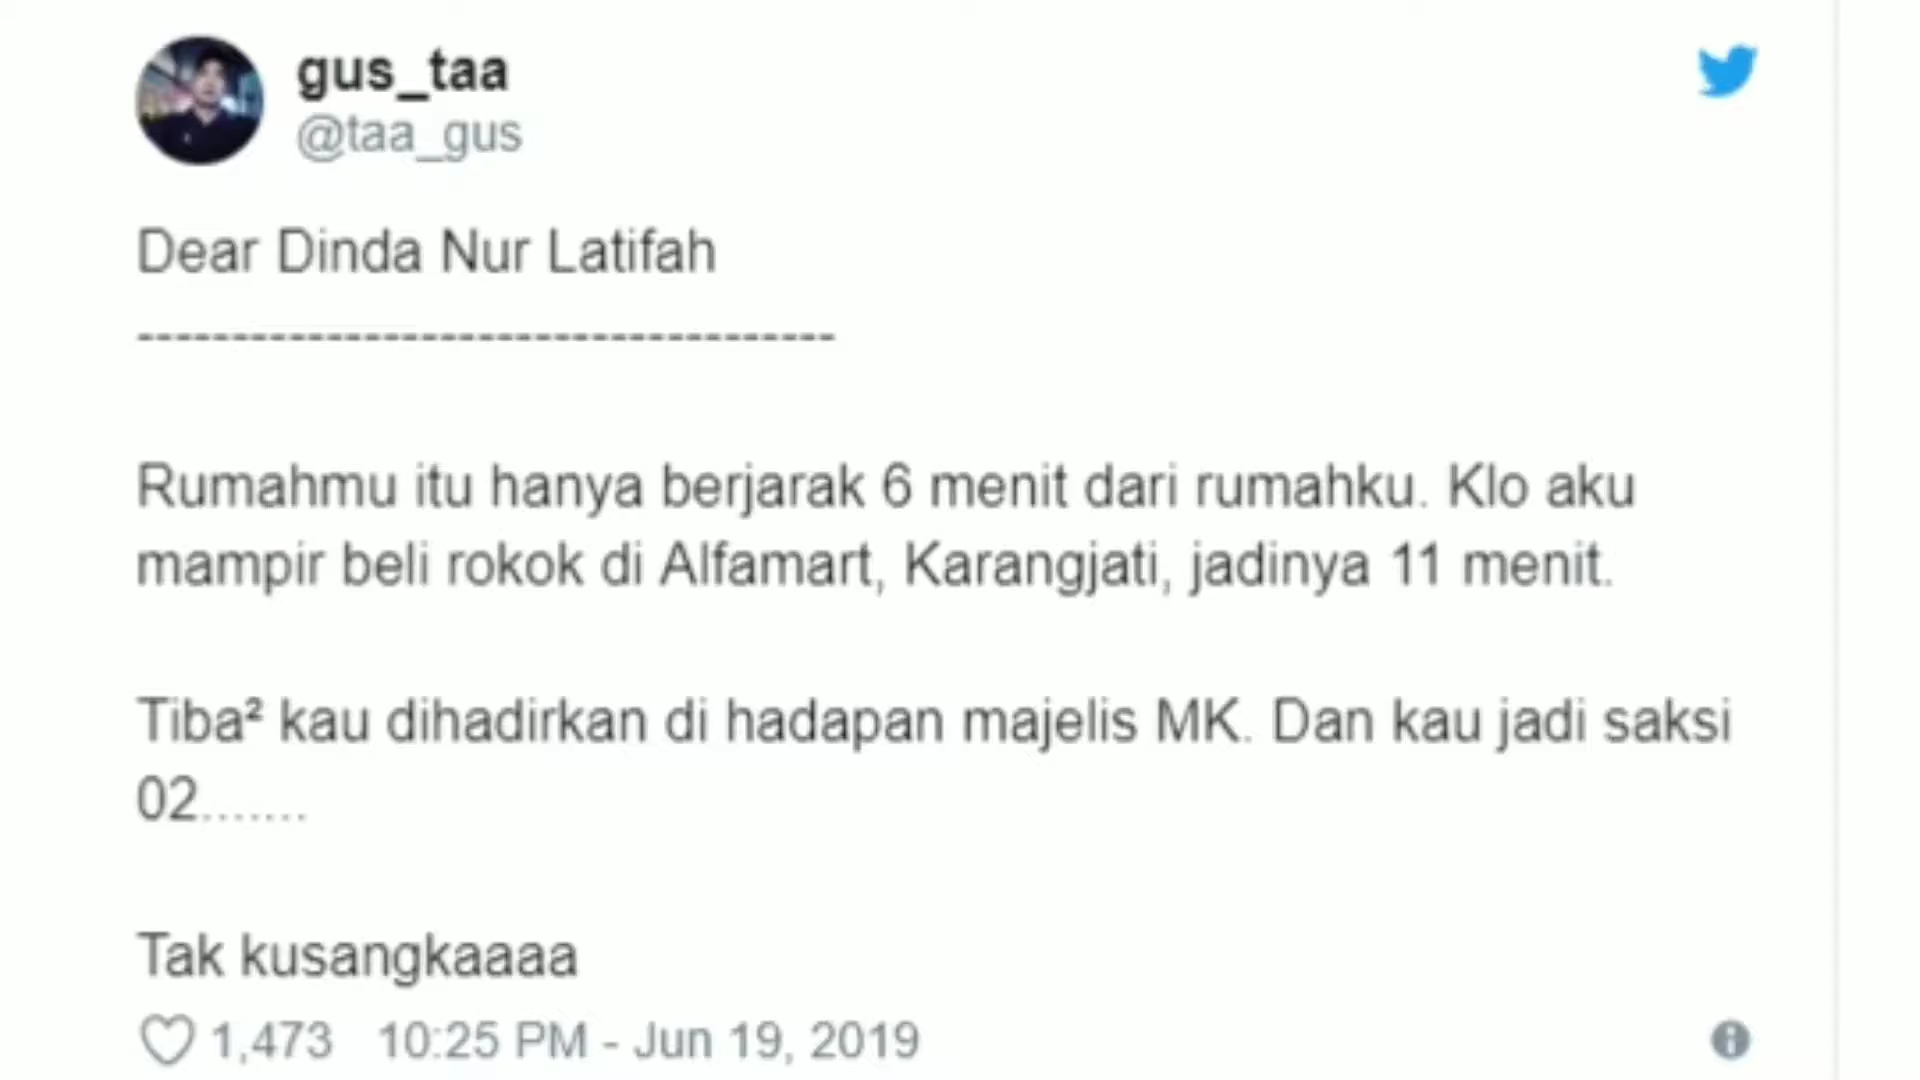 gus_taa
@taa_gus
Dear Dinda Nur Latifah
-------------------------------------
Rumahmu itu hanya berjarak 6 menit dari rumahku. Klo aku
mampir beli rokok di Alfamart, Karangjati, jadinya 11 menit.
Tiba² kau dihadirkan di hadapan majelis MK. Dan kau jadi saksi
02.......
Tak kusangkaaaa
1,473 10:25 PM - Jun 19, 2019